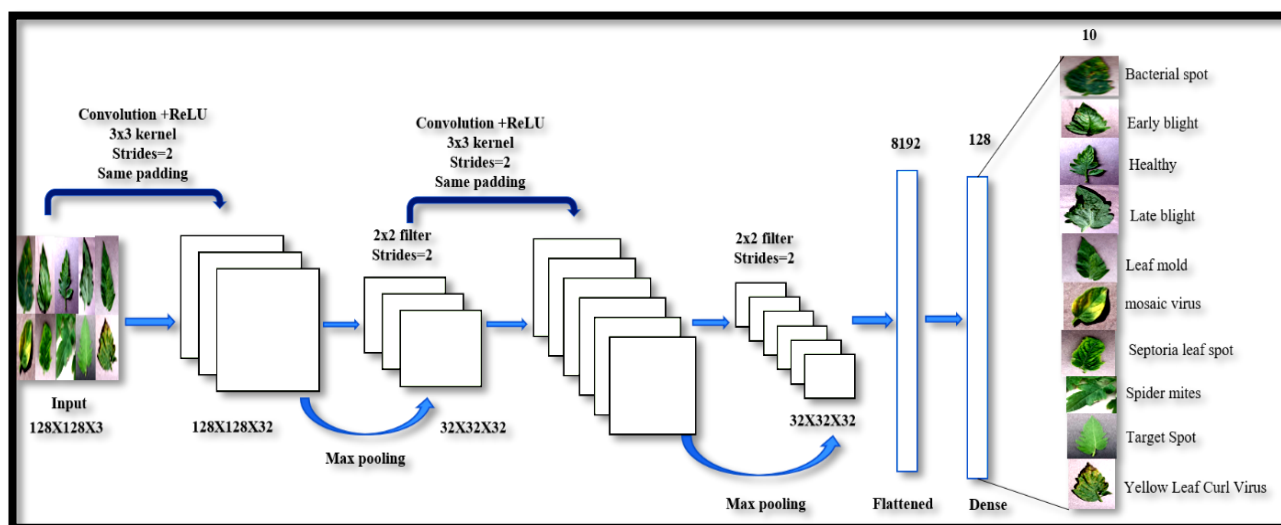 Convolution +ReLU
3x3 kernel
Strides=2
Same padding
Input
128X128X3
128X128X32
Max pooling
2x2 filter
Strides=2
32X32X32
Convolution +ReLU
3x3 kernel
Strides=2
Same padding
2x2 filter
Strides=2
32X32X32
Max pooling
8192
Flattened
128
Dense
10
Bacterial spot
Early blight
Healthy
Late blight
Leaf mold
mosaic virus
Septoria leaf spot
Spider mites
Target Spot
Yellow Leaf Curl Virus